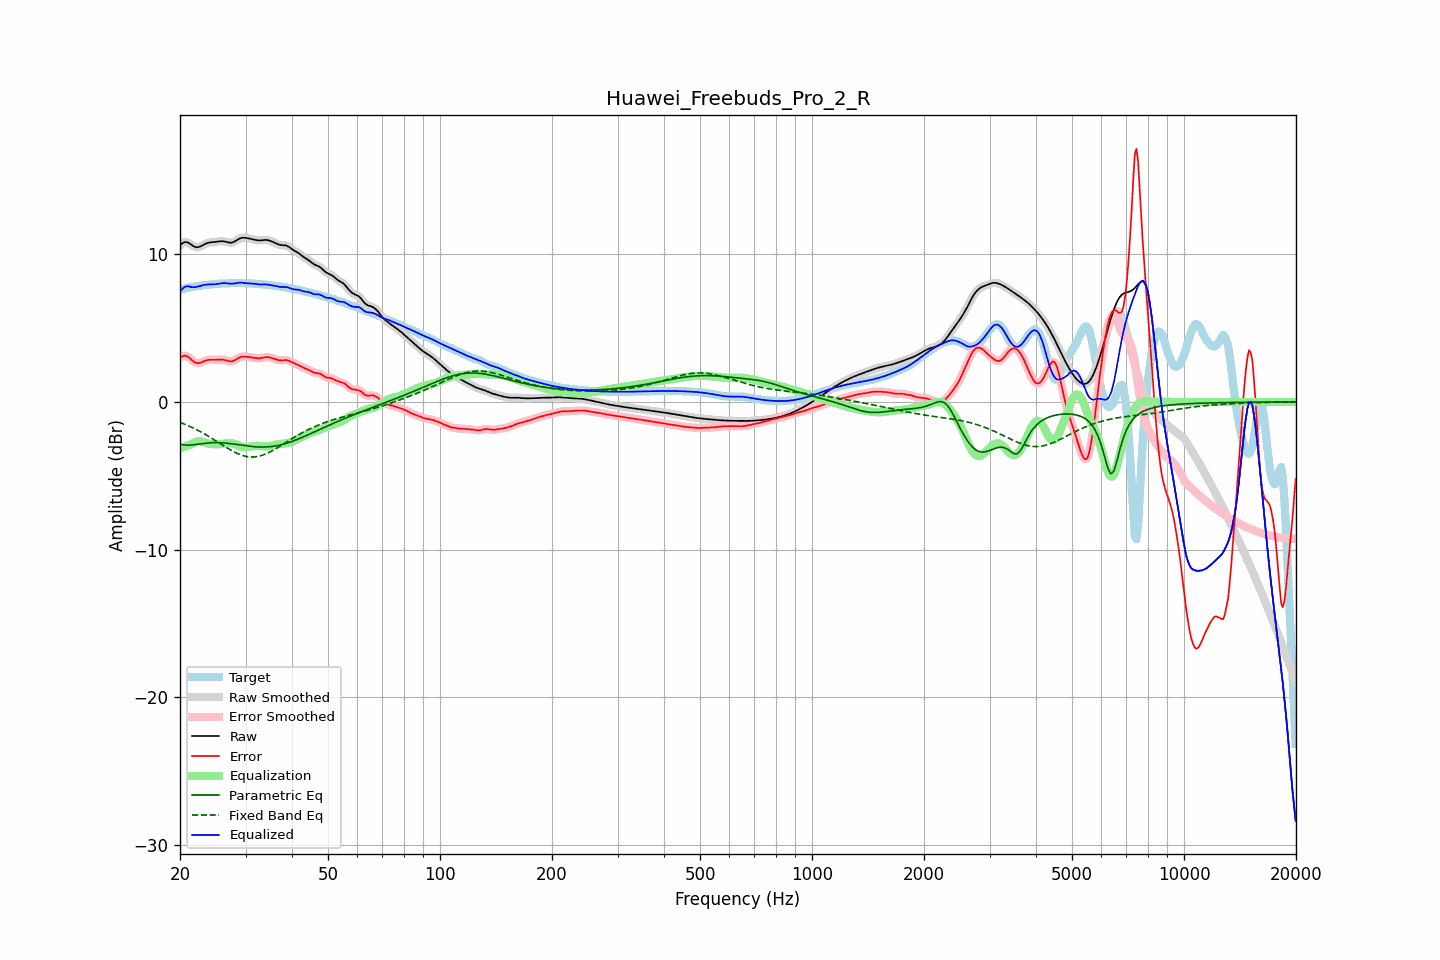 Huawei_Freebuds_Pro_2_R
Amplitude (dBr)
10
0
−10
−20
−30
Target
Raw Smoothed
Error Smoothed
Raw
Error
Equalization
Parametric Eq
Fixed Band Eq
Equalized
20 50 100 200 500 1000 2000 5000 10000 20000
Frequency (Hz)